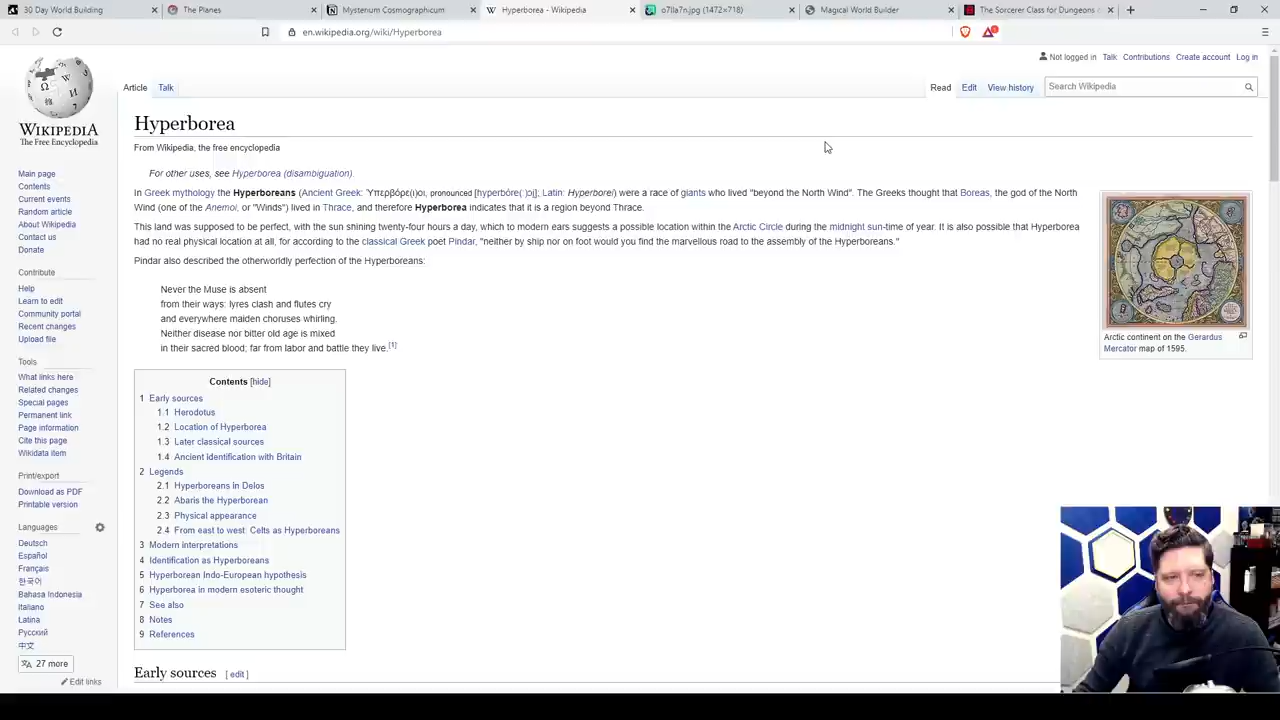 30 Day World Building
The Planes
Mysterium Cosmographicum
Hyperborea - Wikipedia
o7lla7n.jpg (1472×718)
Magical World Builder
The Sorcerer Class for Dungeons
en.wikipedia.org/wiki/Hyperborea
Not logged in Talk Contributions Create account Log in
Article Talk
Read Edit View history
Search Wikipedia
WIKIPEDIA
The Free Encyclopedia
Main page
Contents
Current events
Random article
About Wikipedia
Contact us
Donate
Contribute
Help
Learn to edit
Community portal
Recent changes
Upload file
Tools
What links here
Related changes
Special pages
Permanent link
Page information
Cite this page
Wikidata item
Print/export
Download as PDF
Printable version
Languages
Deutsch
Español
Français
한국어
Bahasa Indonesia
Italiano
Latina
Русский
中文
27 more
Edit links
Hyperborea
From Wikipedia, the free encyclopedia
For other uses, see Hyperborea (disambiguation).
In Greek mythology the Hyperboreans (Ancient Greek: Ὑπερβόρε(ι)οι, pronounced [hyperbóre(ː)oi̯]; Latin: Hyperborei) were a race of giants who lived "beyond the North Wind". The Greeks thought that Boreas, the god of the North
Wind (one of the Anemoi, or "Winds") lived in Thrace, and therefore Hyperborea indicates that it is a region beyond Thrace.
This land was supposed to be perfect, with the sun shining twenty-four hours a day, which to modern ears suggests a possible location within the Arctic Circle during the midnight sun-time of year. It is also possible that Hyperborea
had no real physical location at all, for according to the classical Greek poet Pindar, "neither by ship nor on foot would you find the marvellous road to the assembly of the Hyperboreans."
Pindar also described the otherworldly perfection of the Hyperboreans:
Never the Muse is absent
from their ways: lyres clash and flutes cry
and everywhere maiden choruses whirling.
Neither disease nor bitter old age is mixed
in their sacred blood; far from labor and battle they live.[1]
Arctic continent on the Gerardus
Mercator map of 1595.
Contents [hide]
1 Early sources
1.1 Herodotus
1.2 Location of Hyperborea
1.3 Later classical sources
1.4 Ancient identification with Britain
2 Legends
2.1 Hyperboreans in Delos
2.2 Abaris the Hyperborean
2.3 Physical appearance
2.4 From east to west: Celts as Hyperboreans
3 Modern interpretations
4 Identification as Hyperboreans
5 Hyperborean Indo-European hypothesis
6 Hyperborea in modern esoteric thought
7 See also
8 Notes
9 References
Early sources [edit]